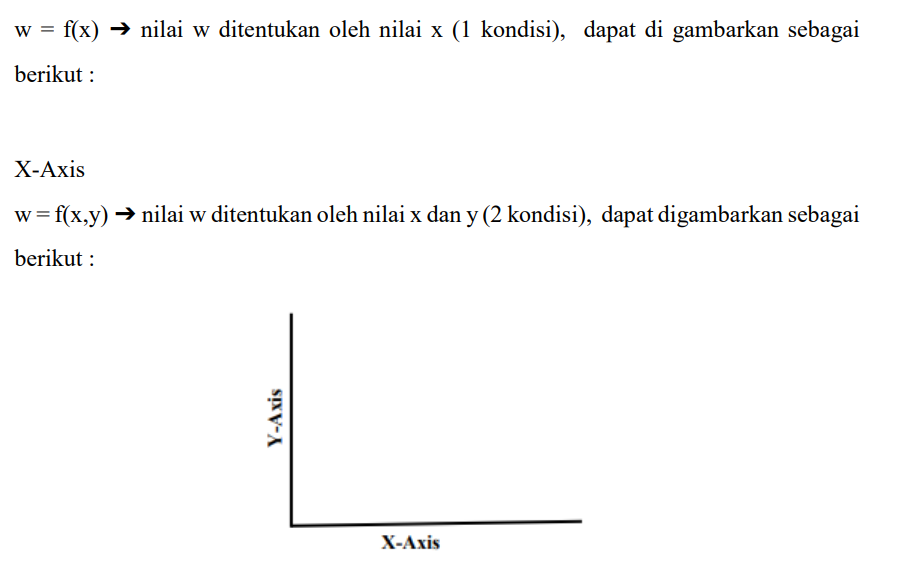 w = f(x) ➔ nilai w ditentukan oleh nilai x (1 kondisi), dapat di gambarkan sebagai
berikut :
X-Axis
w = f(x,y) ➔ nilai w ditentukan oleh nilai x dan y (2 kondisi), dapat digambarkan sebagai
berikut :
Y-Axis
X-Axis